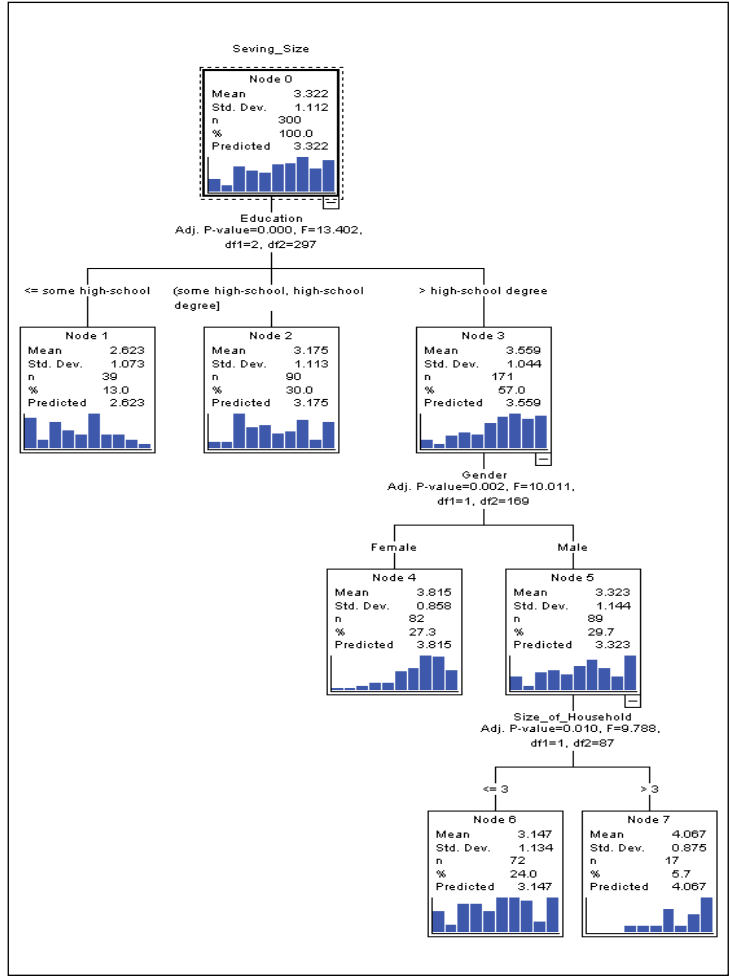 Seving_Size
Node 0
Mean 3.322
Std. Dev. 1.112
n 300
% 100.0
Predicted 3.322
Education
Adj. P-value=0.000, F=13.402,
df1=2, df2=297
<= some high-school
(some high-school, high-school
degree]
> high-school degree
Node 1
Mean 2.623
Std. Dev. 1.073
n 39
% 13.0
Predicted 2.623
Node 2
Mean 3.175
Std. Dev. 1.113
n 90
% 30.0
Predicted 3.175
Node 3
Mean 3.559
Std. Dev. 1.044
n 171
% 57.0
Predicted 3.559
Gender
Adj. P-value=0.002, F=10.011,
df1=1, df2=169
Female
Male
Node 4
Mean 3.815
Std. Dev. 0.858
n 82
% 27.3
Predicted 3.815
Node 5
Mean 3.323
Std. Dev. 1.144
n 89
% 29.7
Predicted 3.323
Size_of_Household
Adj. P-value=0.010, F=9.788,
df1=1, df2=87
<= 3
> 3
Node 6
Mean 3.147
Std. Dev. 1.134
n 72
% 24.0
Predicted 3.147
Node 7
Mean 4.067
Std. Dev. 0.875
n 17
% 5.7
Predicted 4.067